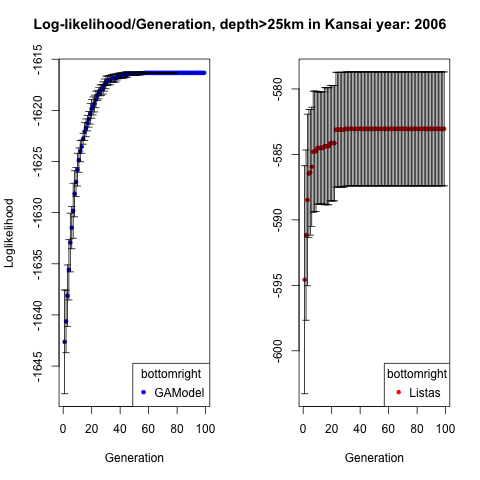 Log-likelihood/Generation, depth>25km in Kansai year: 2006
Loglikelihood
-1615
-1620
-1625
-1630
-1635
-1640
-1645
0 20 40 60 80 100
Generation
bottomright
GAModel
-580
-585
-590
-595
-600
0 20 40 60 80 100
Generation
bottomright
Listas